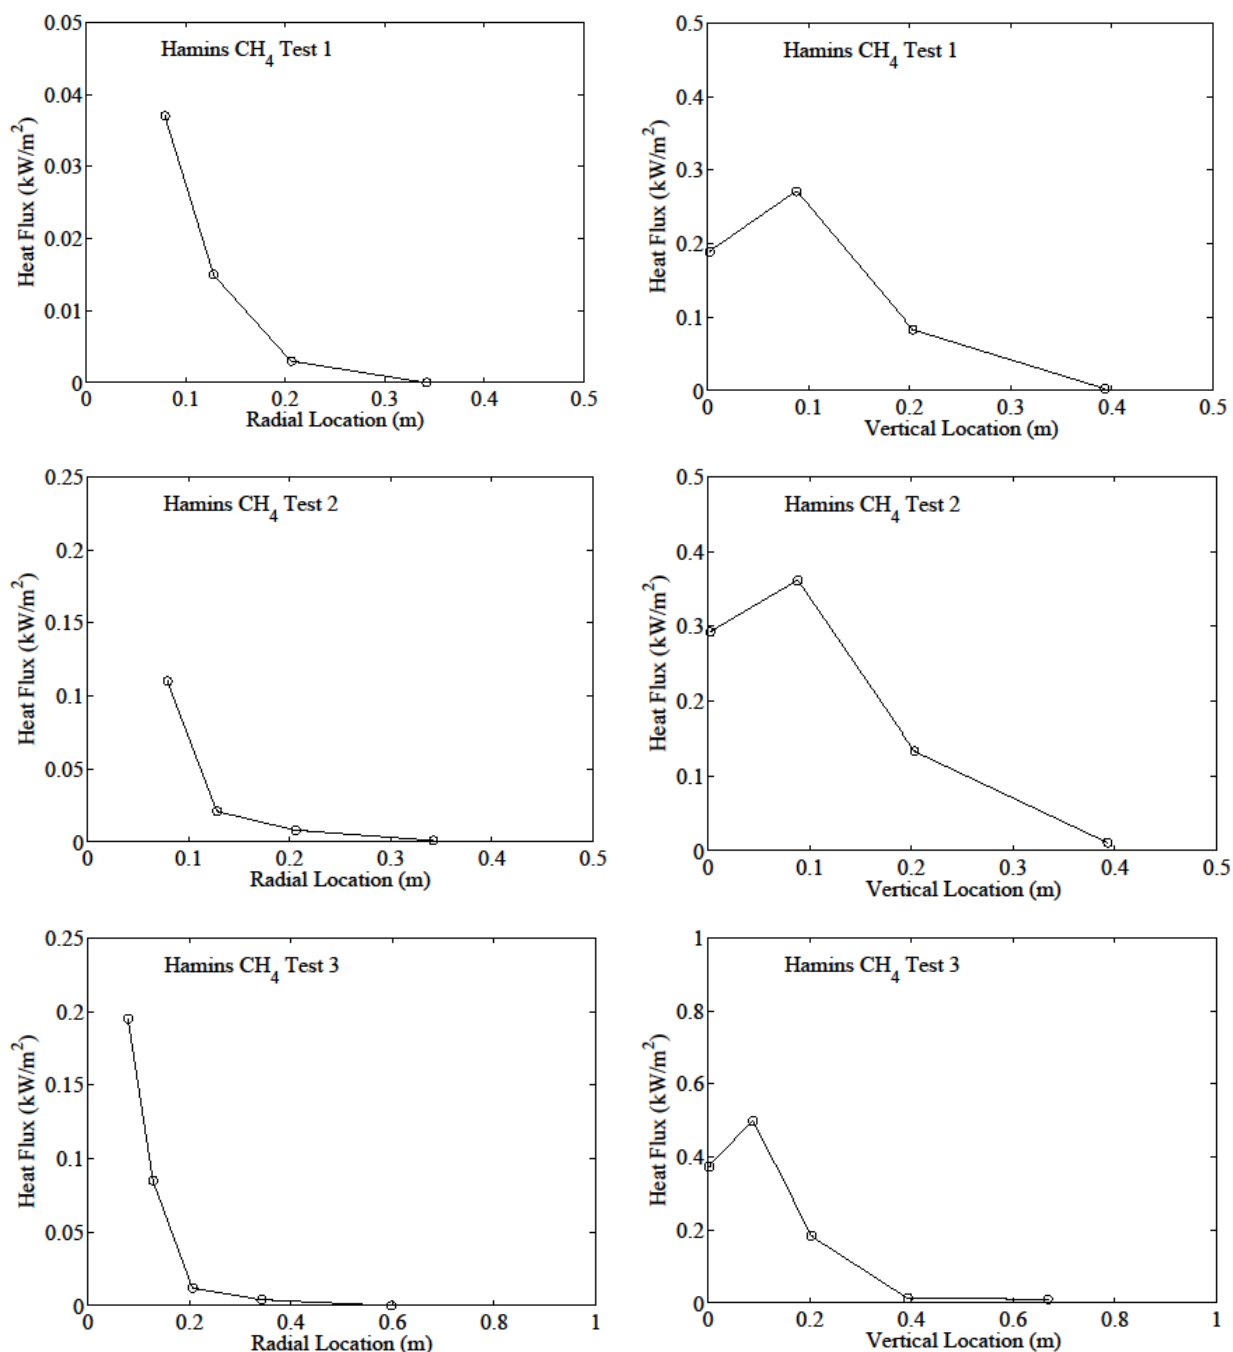 Hamins CH4 Test 1
Heat Flux (kW/m2)
0.05
0.04
0.03
0.02
0.01
0
0 0.1 0.2 0.3 0.4 0.5
Radial Location (m)
Hamins CH4 Test 1
Heat Flux (kW/m2)
0.5
0.4
0.3
0.2
0.1
0
0 0.1 0.2 0.3 0.4 0.5
Vertical Location (m)
Hamins CH4 Test 2
Heat Flux (kW/m2)
0.25
0.2
0.15
0.1
0.05
0
0 0.1 0.2 0.3 0.4 0.5
Radial Location (m)
Hamins CH4 Test 2
Heat Flux (kW/m2)
0.5
0.4
0.3
0.2
0.1
0
0 0.1 0.2 0.3 0.4 0.5
Vertical Location (m)
Hamins CH4 Test 3
Heat Flux (kW/m2)
0.25
0.2
0.15
0.1
0.05
0
0 0.2 0.4 0.6 0.8 1
Radial Location (m)
Hamins CH4 Test 3
Heat Flux (kW/m2)
1
0.8
0.6
0.4
0.2
0
0 0.2 0.4 0.6 0.8 1
Vertical Location (m)